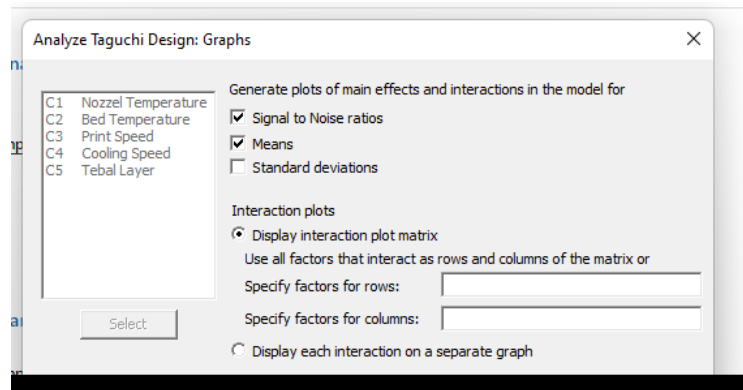 Analyze Taguchi Design: Graphs
C1 Nozzel Temperature
C2 Bed Temperature
C3 Print Speed
C4 Cooling Speed
C5 Tebal Layer
Select
Generate plots of main effects and interactions in the model for
Signal to Noise ratios
Means
Standard deviations
Interaction plots
Display interaction plot matrix
Use all factors that interact as rows and columns of the matrix or
Specify factors for rows:
Specify factors for columns:
Display each interaction on a separate graph